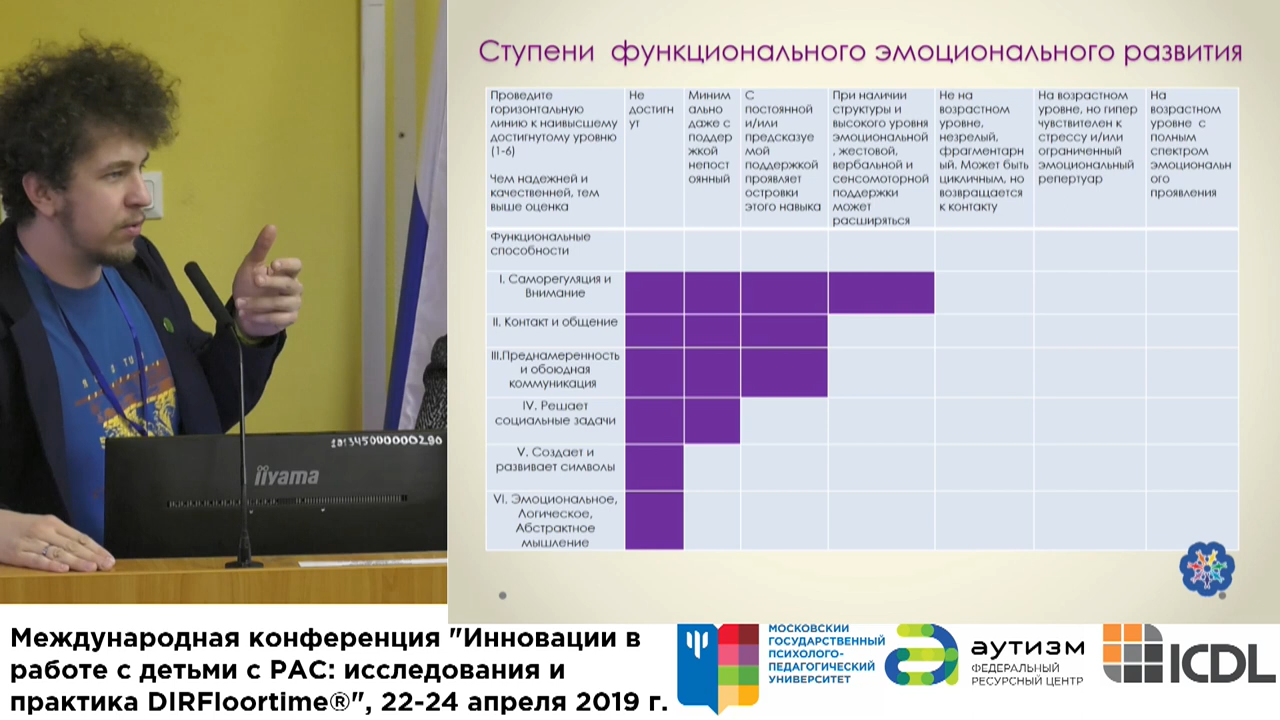 Ступени функционального эмоционального развития
Проведите
горизонтальную
линию к наивысшему
достигнутому уровню
(1-6)
Чем надежней и
качественней, тем
выше оценка
Не
достигн
ут
Миним
ально
даже с
поддер
жкой
непост
оянный
С
постоянной
и/или
предсказуе
мой
поддержкой
проявляет
островки
этого навыка
При наличии
структуры и
высокого уровня
эмоциональной
, жестовой,
вербальной и
сенсомоторной
поддержки
может
расширяться
Не на
возрастном
уровне,
незрелый,
фрагментарн
ый. Может быть
цикличным, но
возвращается
к контакту
На возрастном
уровне, но гипер
чувствителен к
стрессу и/или
ограниченный
эмоциональный
репертуар
На
возрастном
уровне с
полным
спектром
эмоциональн
ого
проявления
Функциональные
способности
I. Саморегуляция и
Внимание
II. Контакт и общение
III.Преднамеренность
и обоюдная
коммуникация
IV. Решает
социальные задачи
V. Создает и
развивает символы
VI. Эмоциональное,
Логическое,
Абстрактное
мышление
iiyama
Международная конференция "Инновации в
работе с детьми с РАС: исследования и
практика DIRFloortime®", 22-24 апреля 2019 г.
МОСКОВСКИЙ
ГОСУДАРСТВЕННЫЙ
ПСИХОЛОГО-
ПЕДАГОГИЧЕСКИЙ
УНИВЕРСИТЕТ
аутизм
ФЕДЕРАЛЬНЫЙ
РЕСУРСНЫЙ ЦЕНТР
ICDL